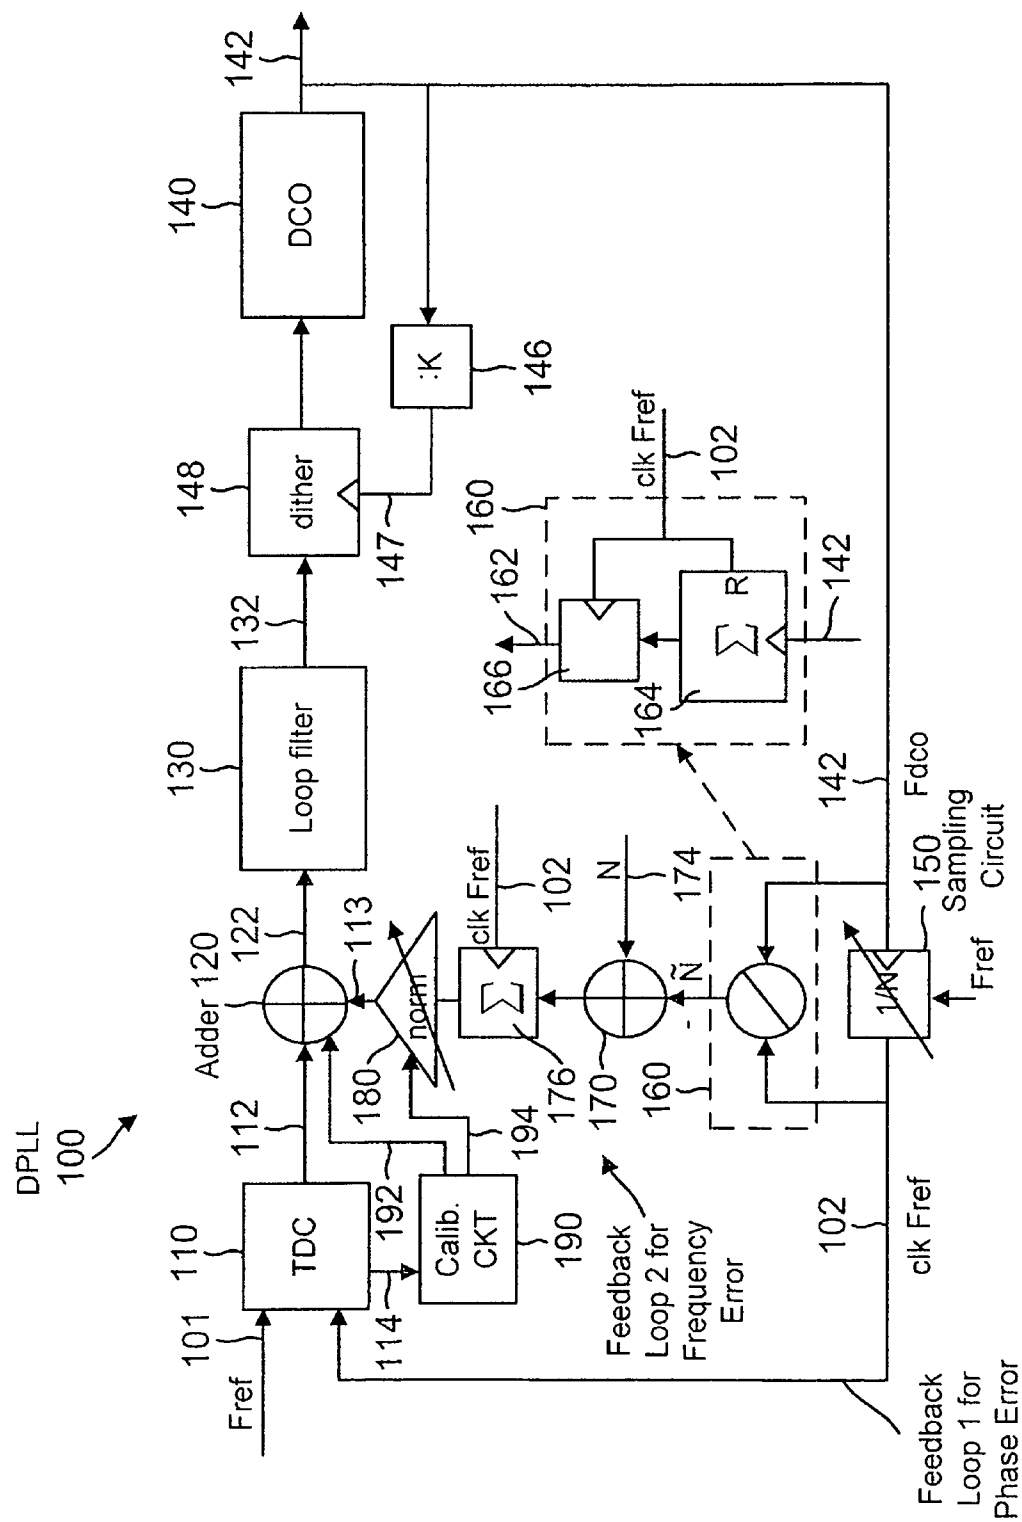 DPLL
100
Fref
101
110
TDC
112
114
Calib.
CKT
190
192
194
Adder 120
122
113
180
norm
Σ
176
clk Fref
102
170
N
174
- Ñ
160
130
Loop filter
132
148
dither
147
:K
146
140
DCO
142
160
162
166
164
Σ
R
clk Fref
102
142
142
Fdco
150
Sampling
Circuit
1/N
Fref
102
clk Fref
Feedback
Loop 2 for
Frequency
Error
Feedback
Loop 1 for
Phase Error